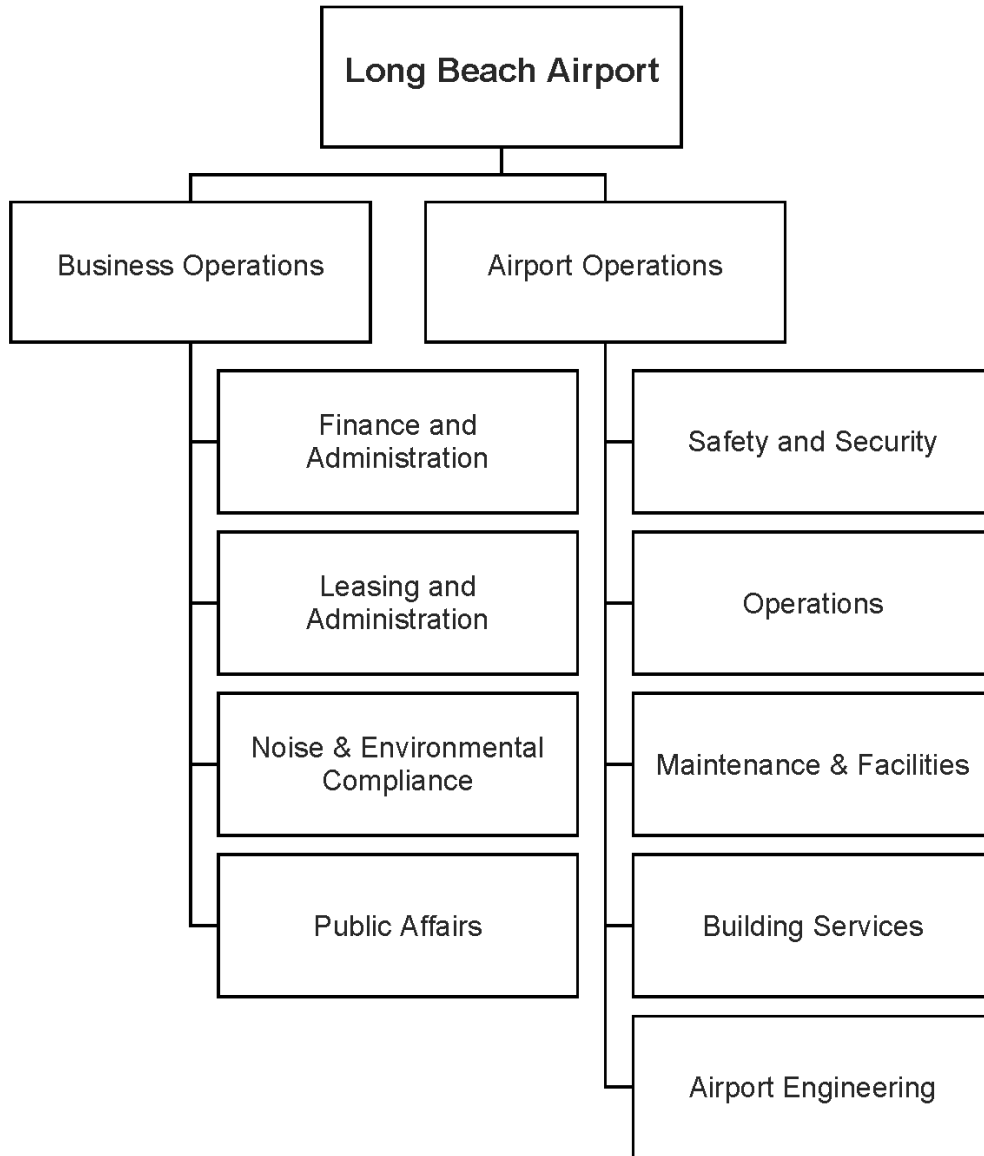 Long Beach Airport
Business Operations
Airport Operations
Finance and
Administration
Leasing and
Administration
Noise & Environmental
Compliance
Public Affairs
Safety and Security
Operations
Maintenance & Facilities
Building Services
Airport Engineering